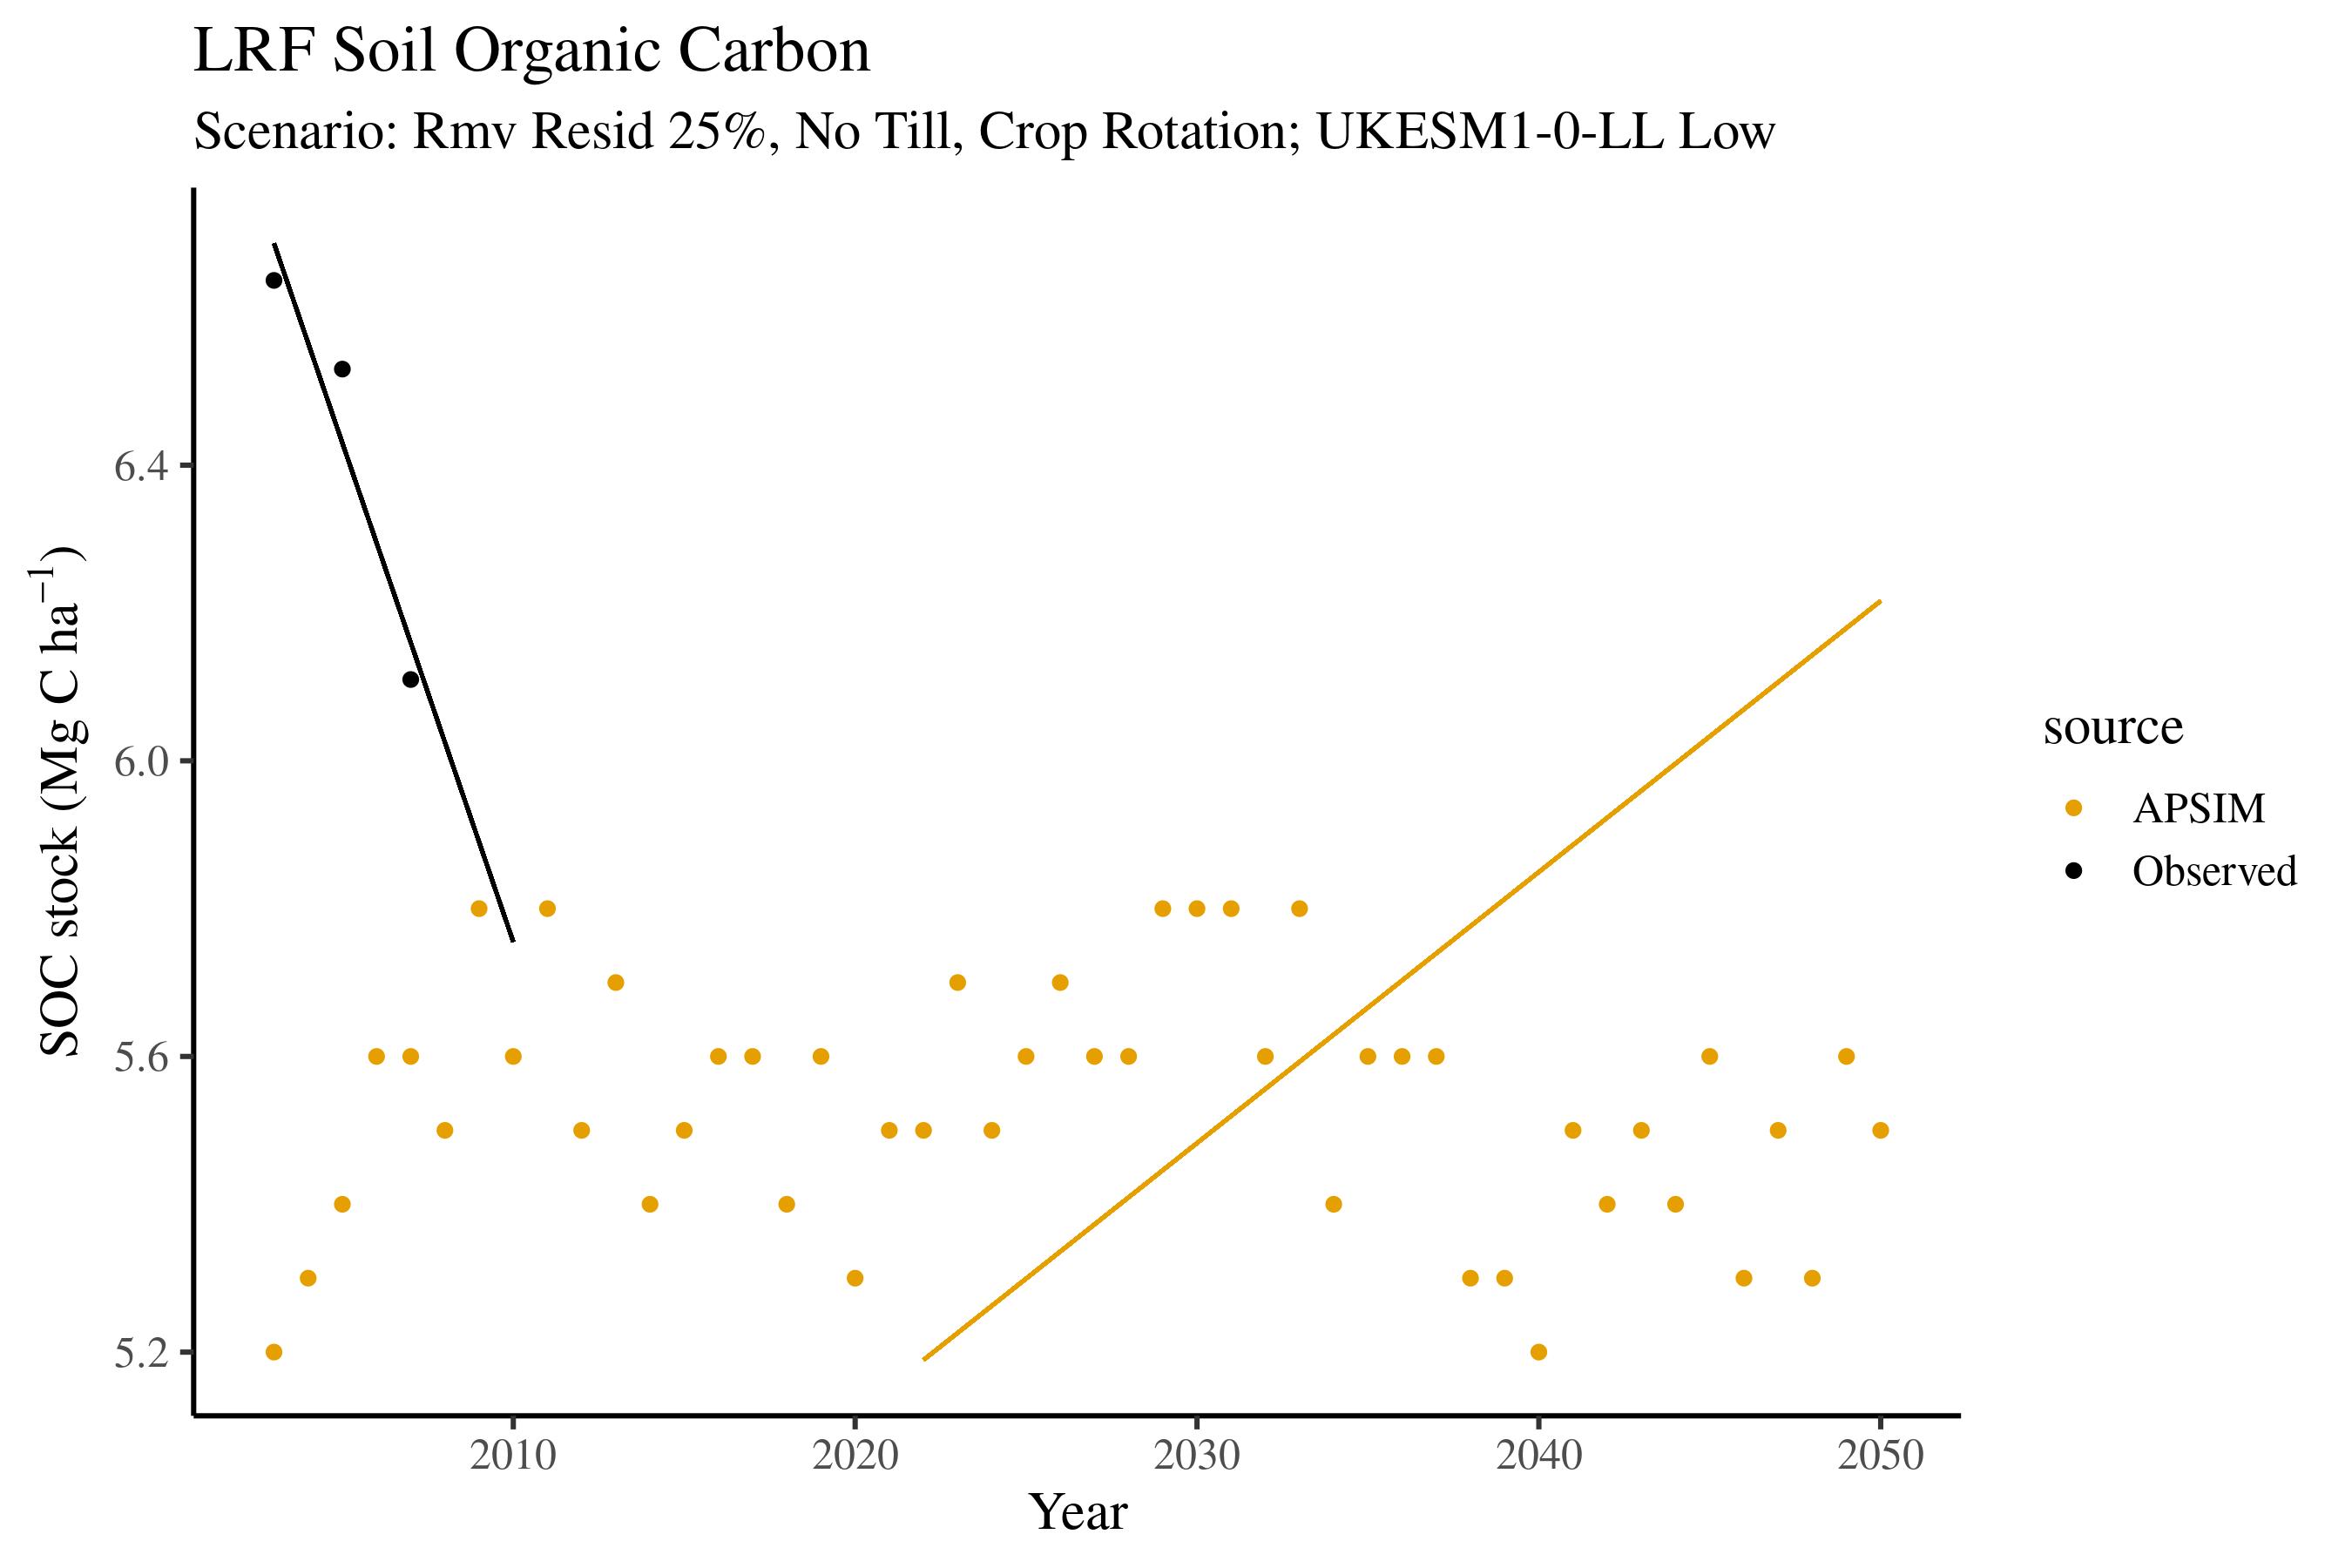 LRF Soil Organic Carbon
Scenario: Rmv Resid 25%, No Till, Crop Rotation; UKESM1-0-LL Low
SOC stock (Mg C ha⁻¹)
6.4
6.0
5.6
5.2
2010 2020 2030 2040 2050
Year
source
APSIM
Observed